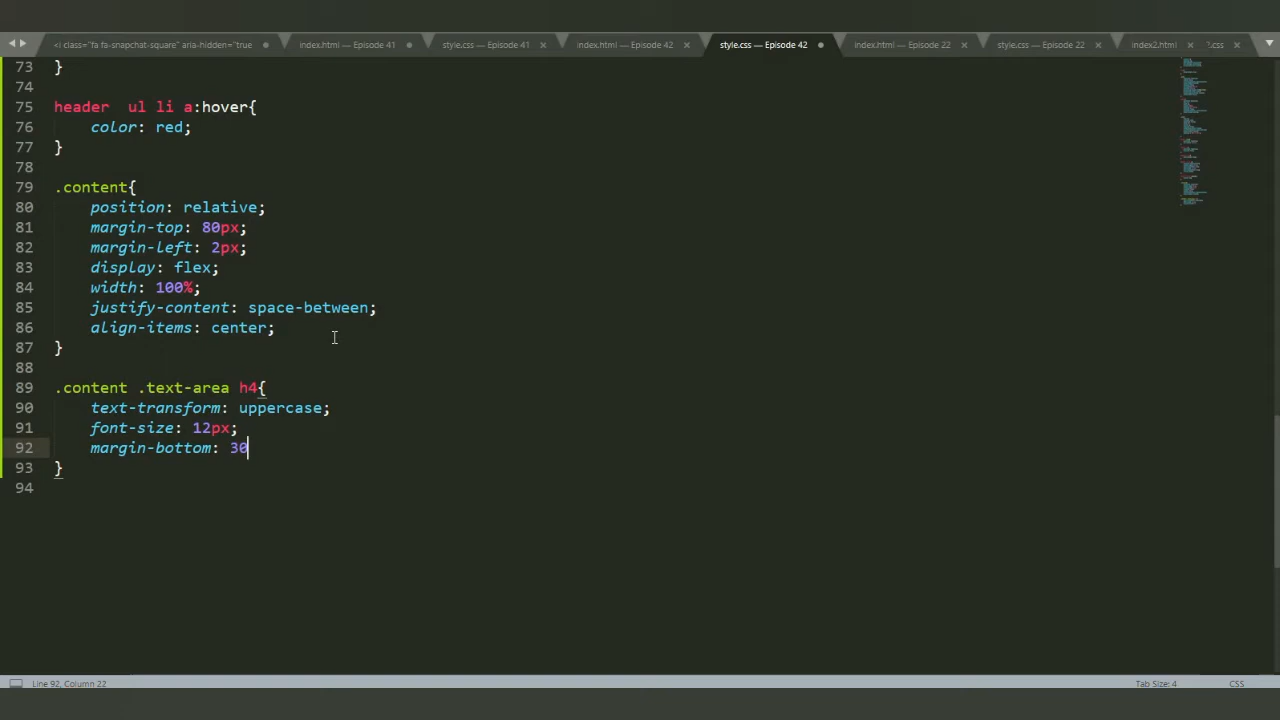 <i class="fa fa-snapchat-square" aria-hidden="true
index.html — Episode 41
style.css — Episode 41
index.html — Episode 42
style.css — Episode 42
index.html — Episode 22
style.css — Episode 22
index2.html
73 }
74
75 header  ul li a:hover{
76 color: red;
77 }
78
79 .content{
80 position: relative;
81 margin-top: 80px;
82 margin-left: 2px;
83 display: flex;
84 width: 100%;
85 justify-content: space-between;
86 align-items: center;
87 }
88
89 .content .text-area h4{
90 text-transform: uppercase;
91 font-size: 12px;
92 margin-bottom: 30
93 }
94
Line 92, Column 22
Tab Size: 4
CSS